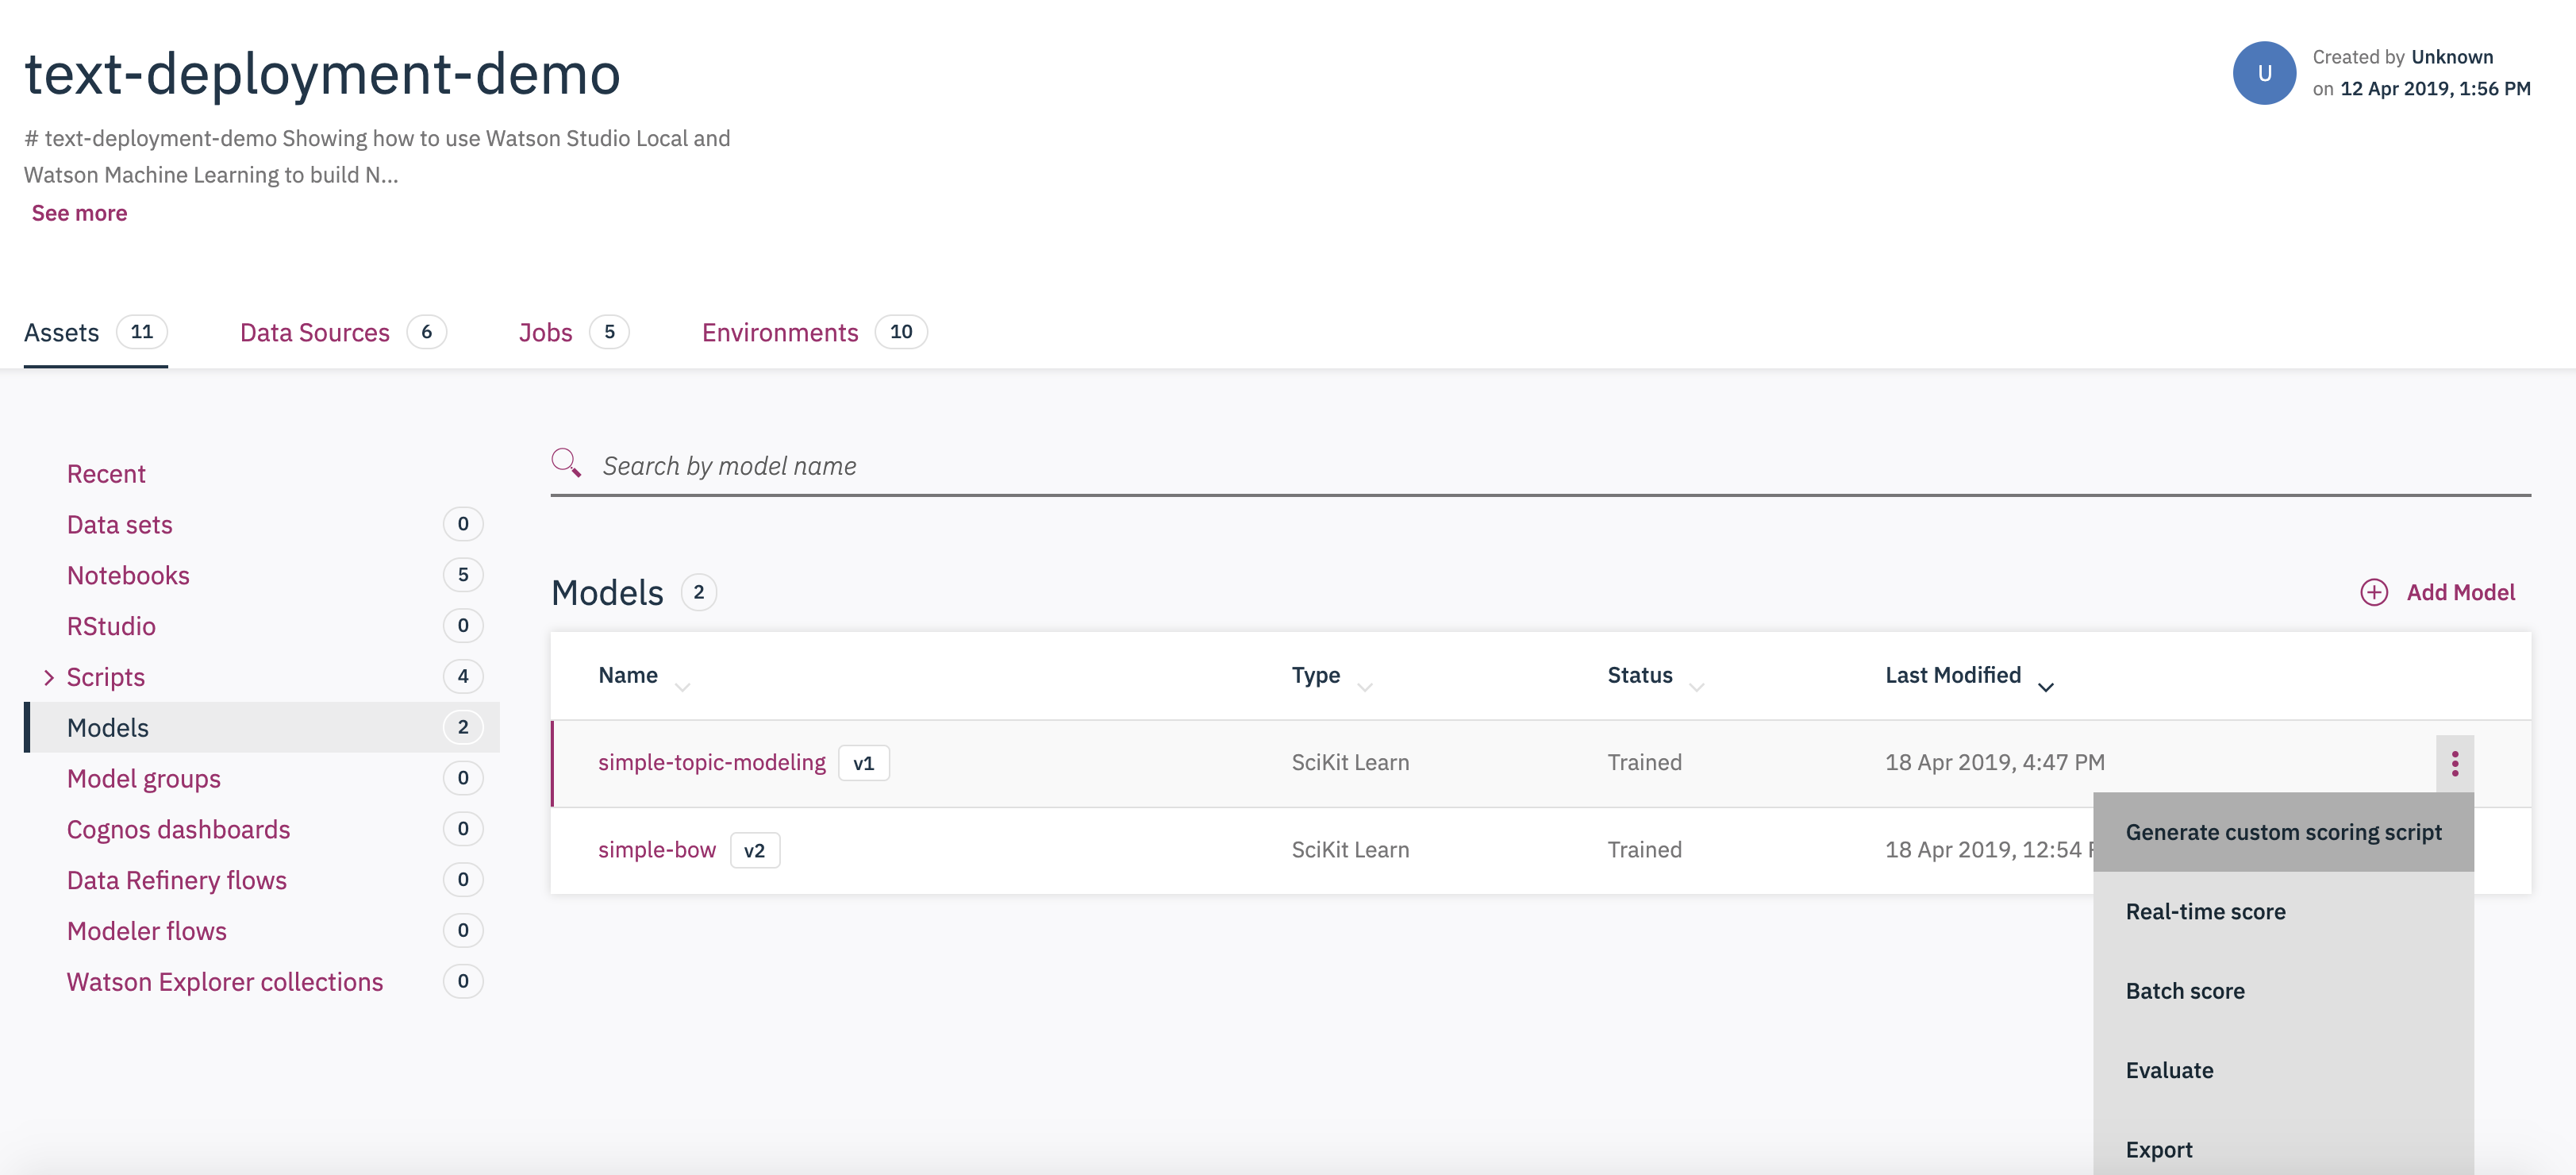 text-deployment-demo
U
Created by Unknown
on 12 Apr 2019, 1:56 PM
# text-deployment-demo Showing how to use Watson Studio Local and
Watson Machine Learning to build N...
See more
Assets 11 Data Sources 6 Jobs 5 Environments 10
Recent
Data sets 0
Notebooks 5
RStudio 0
Scripts 4
Models 2
Model groups 0
Cognos dashboards 0
Data Refinery flows 0
Modeler flows 0
Watson Explorer collections 0
Search by model name
Models 2
Add Model
Name Type Status Last Modified
simple-topic-modeling v1 SciKit Learn Trained 18 Apr 2019, 4:47 PM
simple-bow v2 SciKit Learn Trained 18 Apr 2019, 12:54
Generate custom scoring script
Real-time score
Batch score
Evaluate
Export